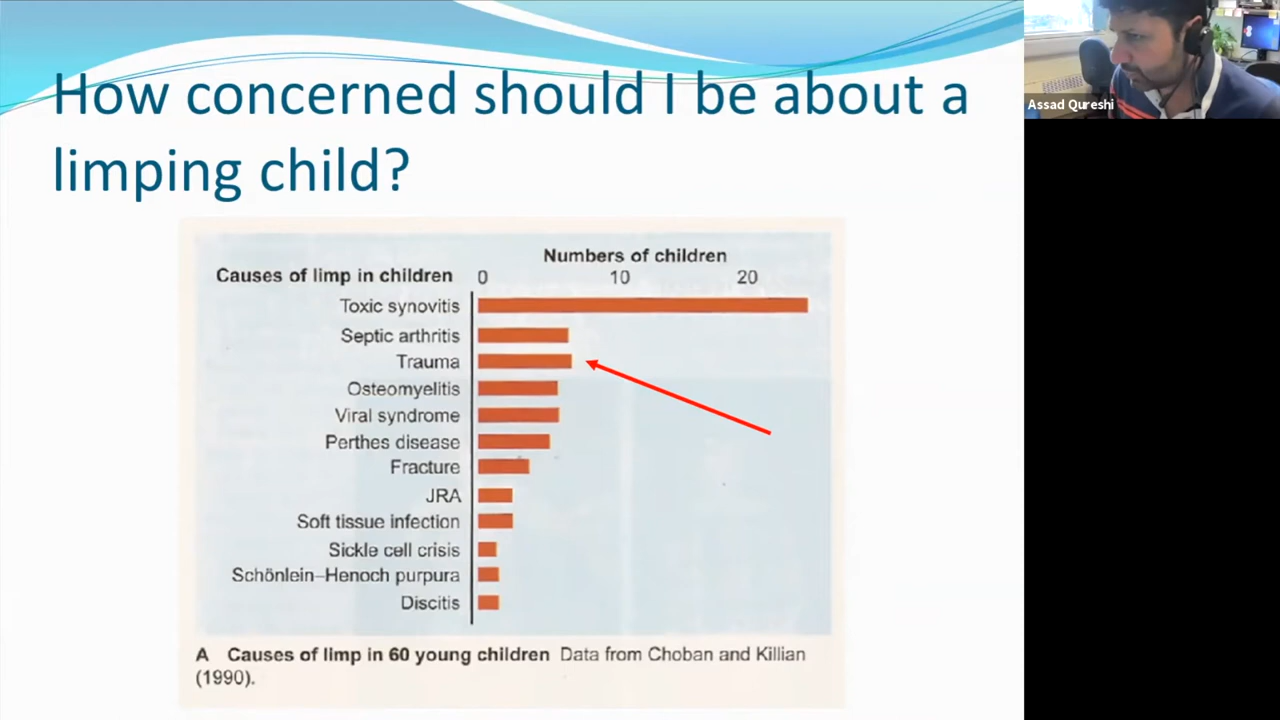 How concerned should I be about a
limping child?
Assad Qureshi
Numbers of children
Causes of limp in children 0 10 20
Toxic synovitis
Septic arthritis
Trauma
Osteomyelitis
Viral syndrome
Perthes disease
Fracture
JRA
Soft tissue infection
Sickle cell crisis
Schönlein–Henoch purpura
Discitis
A Causes of limp in 60 young children Data from Choban and Killian
(1990).